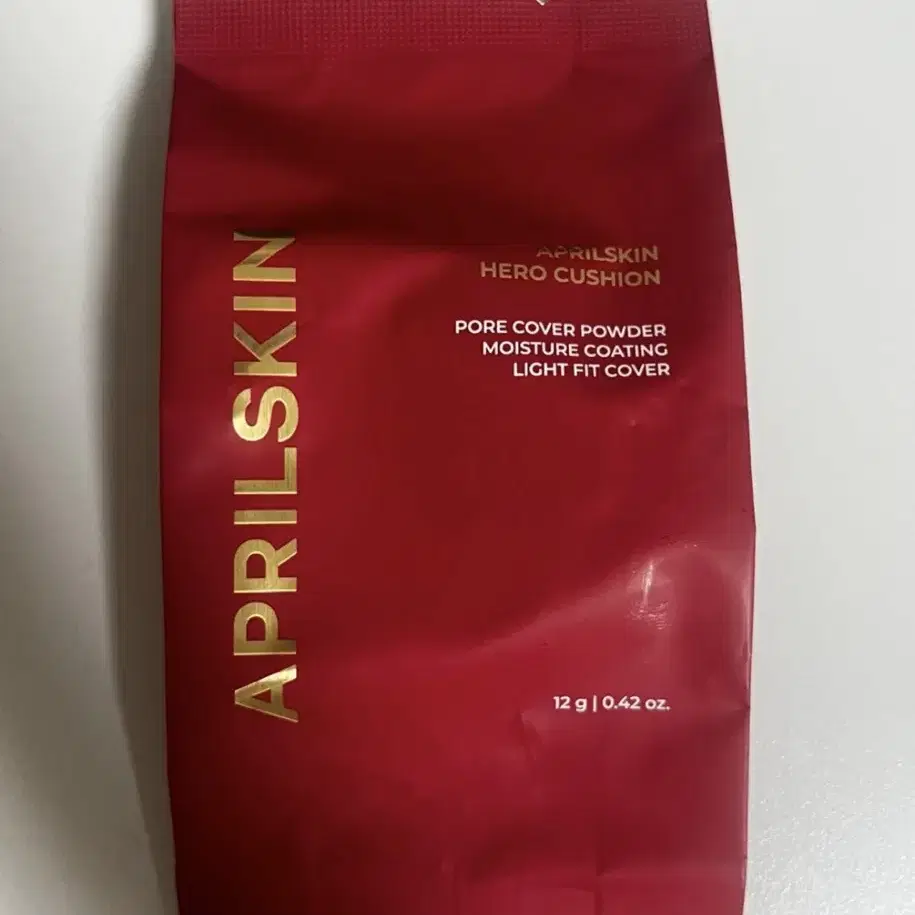 APRILSKIN
APRILSKIN
HERO CUSHION
PORE COVER POWDER
MOISTURE COATING
LIGHT FIT COVER
12 g | 0.42 oz.